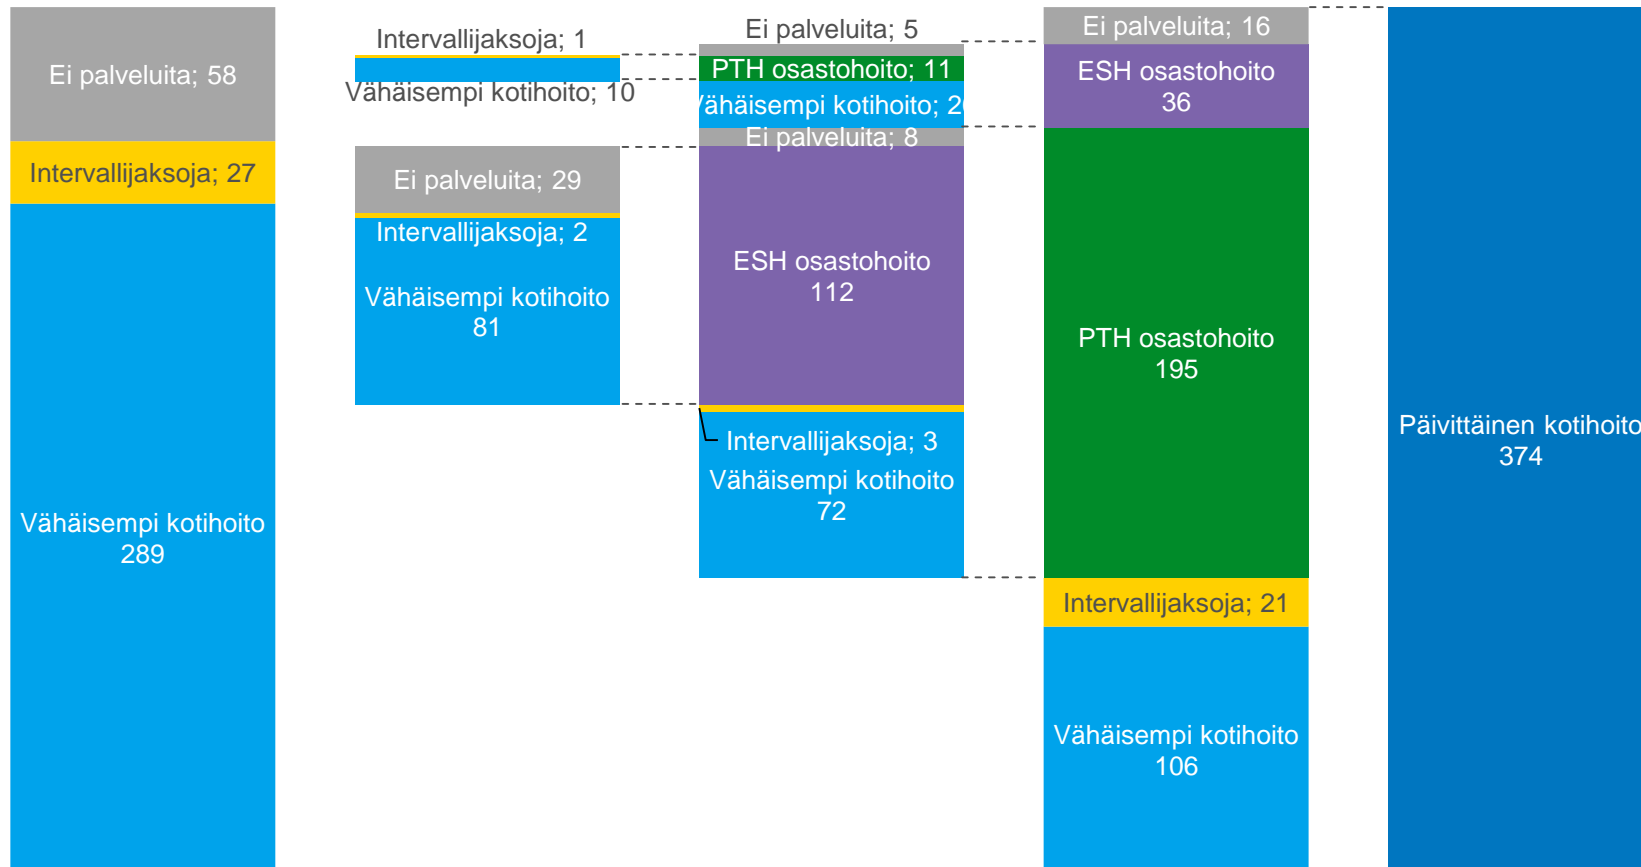 Ei palveluita; 58
Intervallijaksoja; 27
Vähäisempi kotihoito
289
Intervallijaksoja; 1
Vähäisempi kotihoito; 10
Ei palveluita; 29
Intervallijaksoja; 2
Vähäisempi kotihoito
81
Ei palveluita; 5
PTH osastohoito; 11
Vähäisempi kotihoito; 20
Ei palveluita; 8
ESH osastohoito
112
Intervallijaksoja; 3
Vähäisempi kotihoito
72
Ei palveluita; 16
ESH osastohoito
36
PTH osastohoito
195
Intervallijaksoja; 21
Vähäisempi kotihoito
106
Päivittäinen kotihoito
374